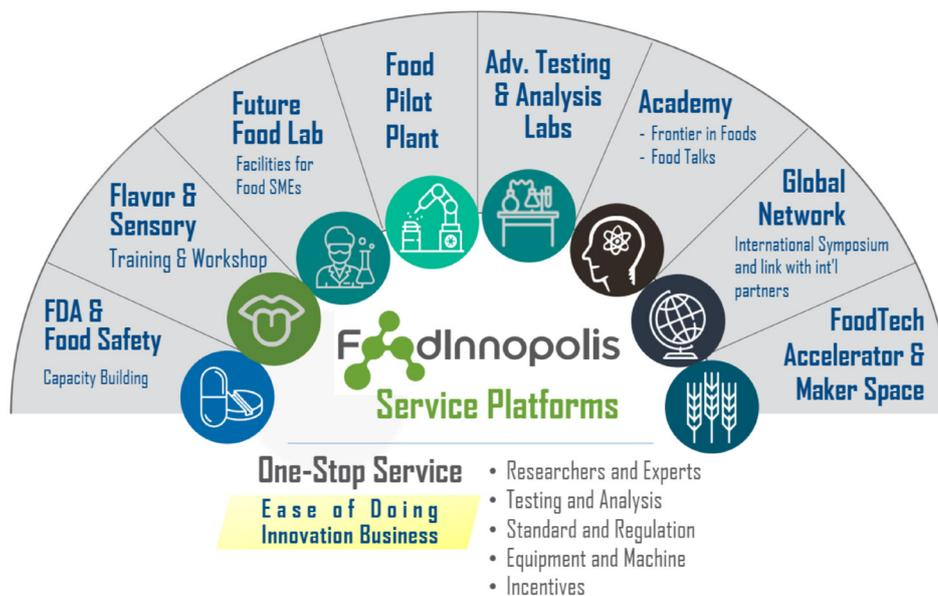 FDA &
Food Safety
Capacity Building
Flavor &
Sensory
Training & Workshop
Future
Food Lab
Facilities for
Food SMEs
Food
Pilot
Plant
Adv. Testing
& Analysis
Labs
Academy
- Frontier in Foods
- Food Talks
Global
Network
International Symposium
and link with int'l
partners
FoodTech
Accelerator &
Maker Space
FoodInnopolis
Service Platforms
One-Stop Service
Ease of Doing
Innovation Business
• Researchers and Experts
• Testing and Analysis
• Standard and Regulation
• Equipment and Machine
• Incentives